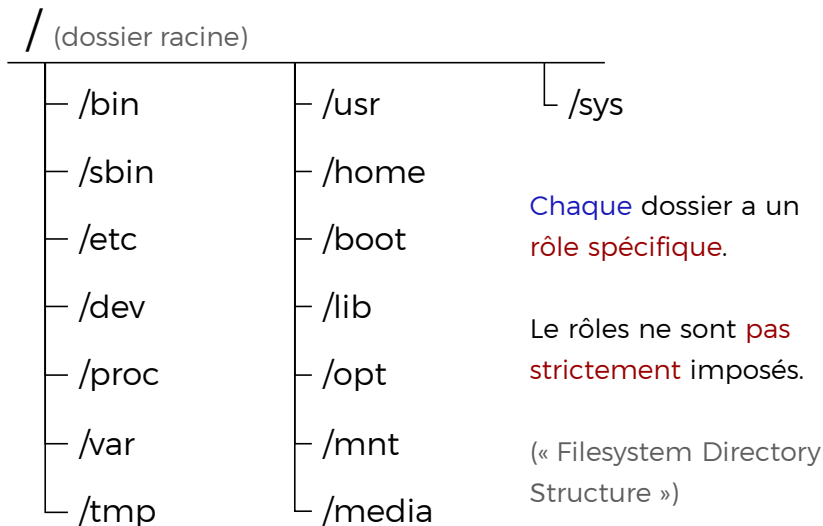 / (dossier racine)
/bin
/sbin
/etc
/dev
/proc
/var
/tmp
/usr
/home
/boot
/lib
/opt
/mnt
/media
/sys
Chaque dossier a un
rôle spécifique.
Le rôles ne sont pas
strictement imposés.
(« Filesystem Directory
Structure »)